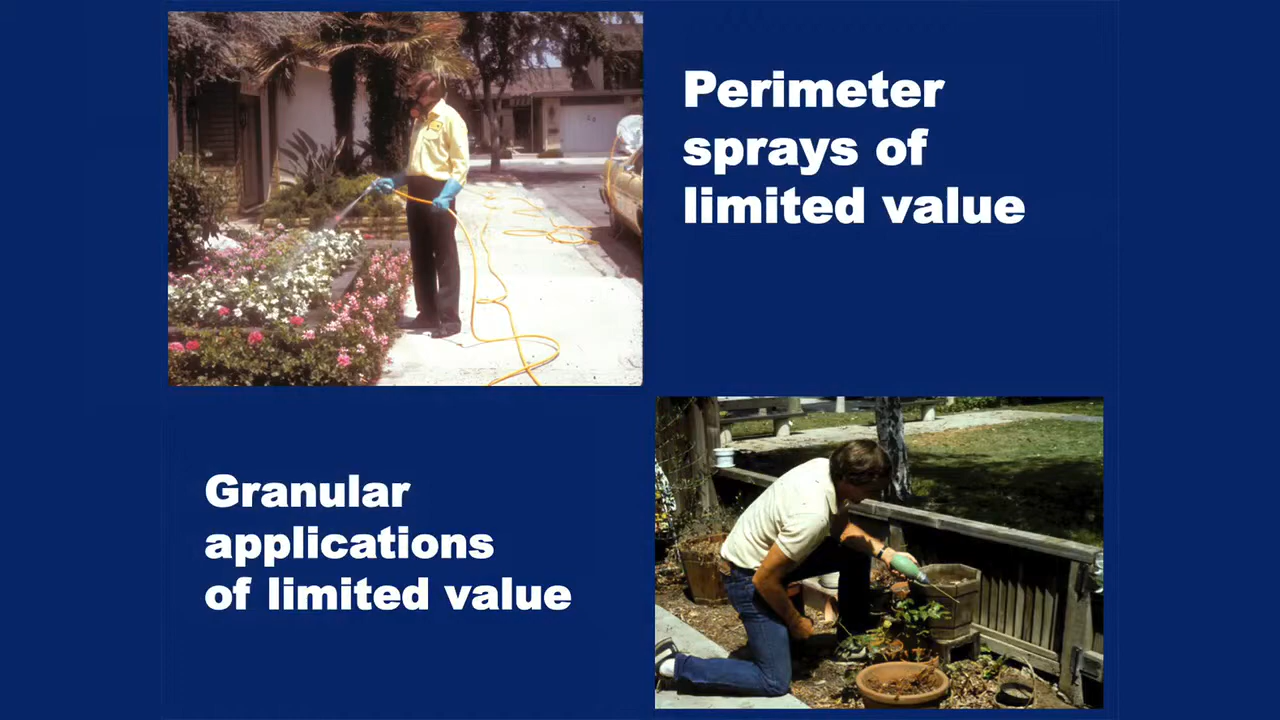 Perimeter
sprays of
limited value
Granular
applications
of limited value